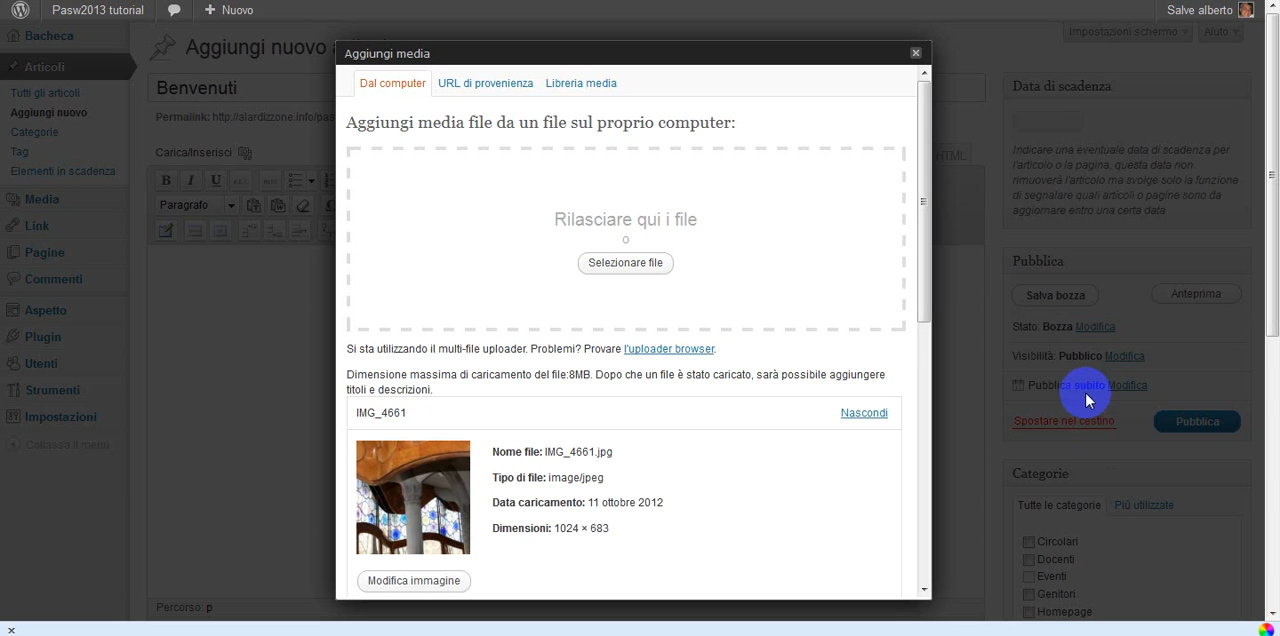 Pasw2013 tutorial
Nuovo
Salve alberto
Bacheca
Articoli
Tutti gli articoli
Aggiungi nuovo
Categorie
Tag
Elementi in scadenza
Media
Link
Pagine
Commenti
Aspetto
Plugin
Utenti
Strumenti
Impostazioni
Collassa il menu
Aggiungi nuovo
Impostazioni schermo
Aiuto
Benvenuti
Permalink: http://alardizzone.info/pas
Carica/Inserisci
HTML
B I U
Paragrafo
Percorso: p
Aggiungi media
Dal computer
URL di provenienza
Libreria media
Aggiungi media file da un file sul proprio computer:
Rilasciare qui i file
o
Selezionare file
Si sta utilizzando il multi-file uploader. Problemi? Provare l'uploader browser.
Dimensione massima di caricamento del file:8MB. Dopo che un file è stato caricato, sarà possibile aggiungere
titoli e descrizioni.
IMG_4661
Nascondi
Nome file: IMG_4661.jpg
Tipo di file: image/jpeg
Data caricamento: 11 ottobre 2012
Dimensioni: 1024 × 683
Modifica immagine
Data di scadenza
Indicare una eventuale data di scadenza per
l'articolo o la pagina, questa data non
rimuoverà l'articolo ma svolge solo la funzione
di segnalare quali articoli o pagine sono da
aggiornare entro una certa data.
Pubblica
Salva bozza
Anteprima
Stato: Bozza Modifica
Visibilità: Pubblico Modifica
Pubblica subito Modifica
Spostare nel cestino
Pubblica
Categorie
Tutte le categorie
Più utilizzate
Circolari
Docenti
Eventi
Genitori
Homepage